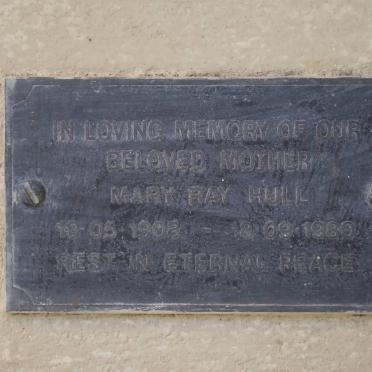 IN LOVING MEMORY OF OUR
BELOVED MOTHER
MARY RAY HULL
REST IN ETERNAL PEACE